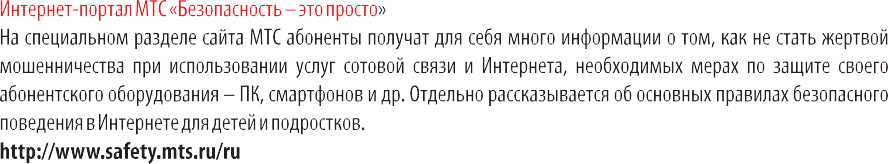 Интернет-портал МТС «Безопасность – это просто»
На специальном разделе сайта МТС абоненты получат для себя много информации о том, как не стать жертвой
мошенничества при использовании услуг сотовой связи и Интернета, необходимых мерах по защите своего
абонентского оборудования – ПК, смартфонов и др. Отдельно рассказывается об основных правилах безопасного
поведения в Интернете для детей и подростков.
http://www.safety.mts.ru/ru